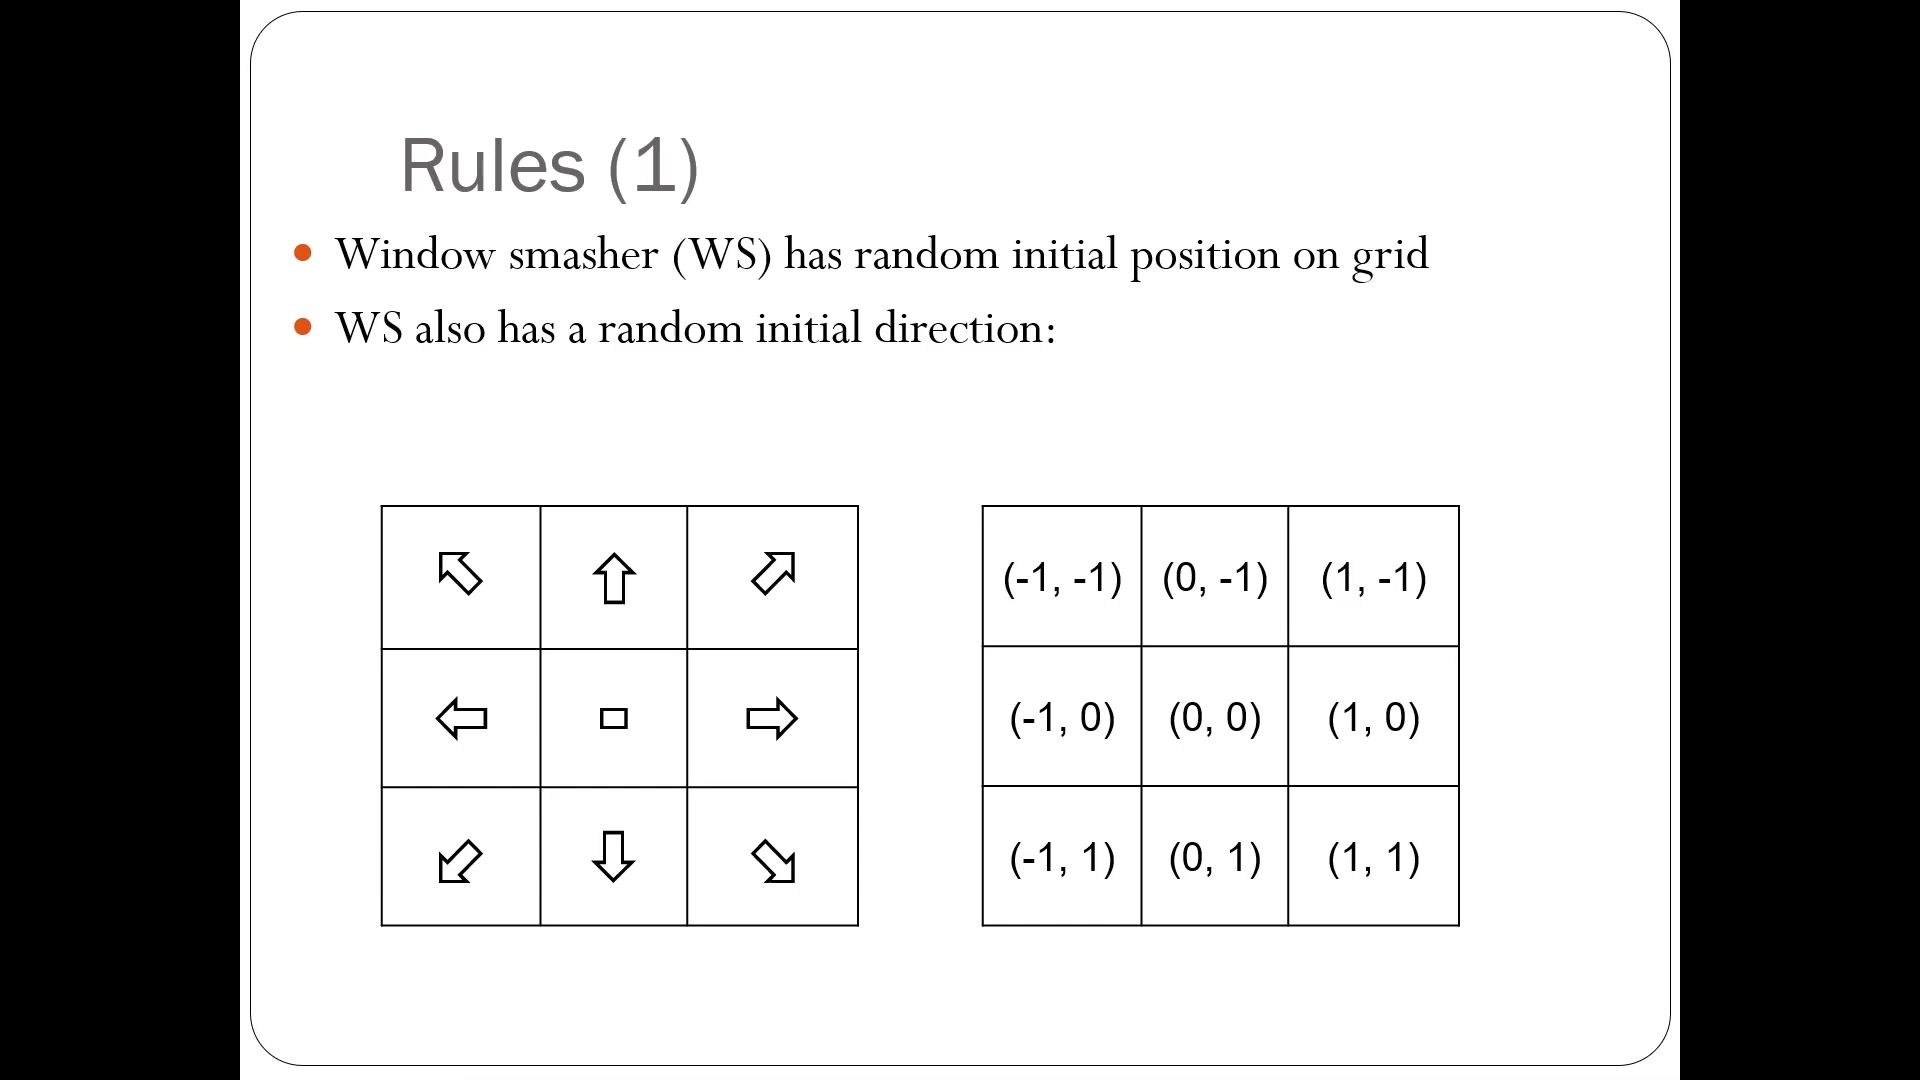 Rules (1)
Window smasher (WS) has random initial position on grid
WS also has a random initial direction:
(-1, -1) (0, -1) (1, -1)
(-1, 0) (0, 0) (1, 0)
(-1, 1) (0, 1) (1, 1)